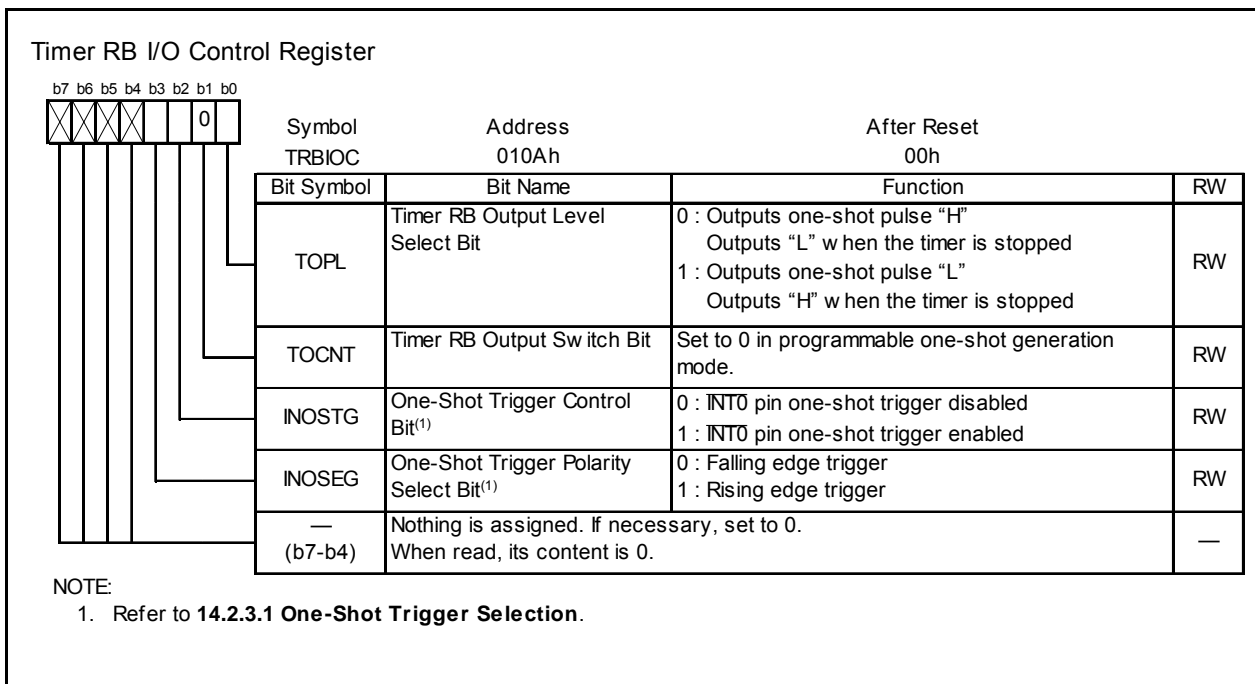 Timer RB I/O Control Register
b7 b6 b5 b4 b3 b2 b1 b0
0
Symbol Address After Reset
TRBIOC 010Ah 00h
Bit Symbol Bit Name Function RW
TOPL
Timer RB Output Level
Select Bit
0 : Outputs one-shot pulse “H”
Outputs “L” when the timer is stopped
1 : Outputs one-shot pulse “L”
Outputs “H” when the timer is stopped
RW
TOCNT
Timer RB Output Switch Bit
Set to 0 in programmable one-shot generation
mode.
RW
INOSTG
One-Shot Trigger Control
Bit(1)
0 : INT0 pin one-shot trigger disabled
1 : INT0 pin one-shot trigger enabled
RW
INOSEG
One-Shot Trigger Polarity
Select Bit(1)
0 : Falling edge trigger
1 : Rising edge trigger
RW
—
(b7-b4)
Nothing is assigned. If necessary, set to 0.
When read, its content is 0.
—
NOTE:
1. Refer to 14.2.3.1 One-Shot Trigger Selection.